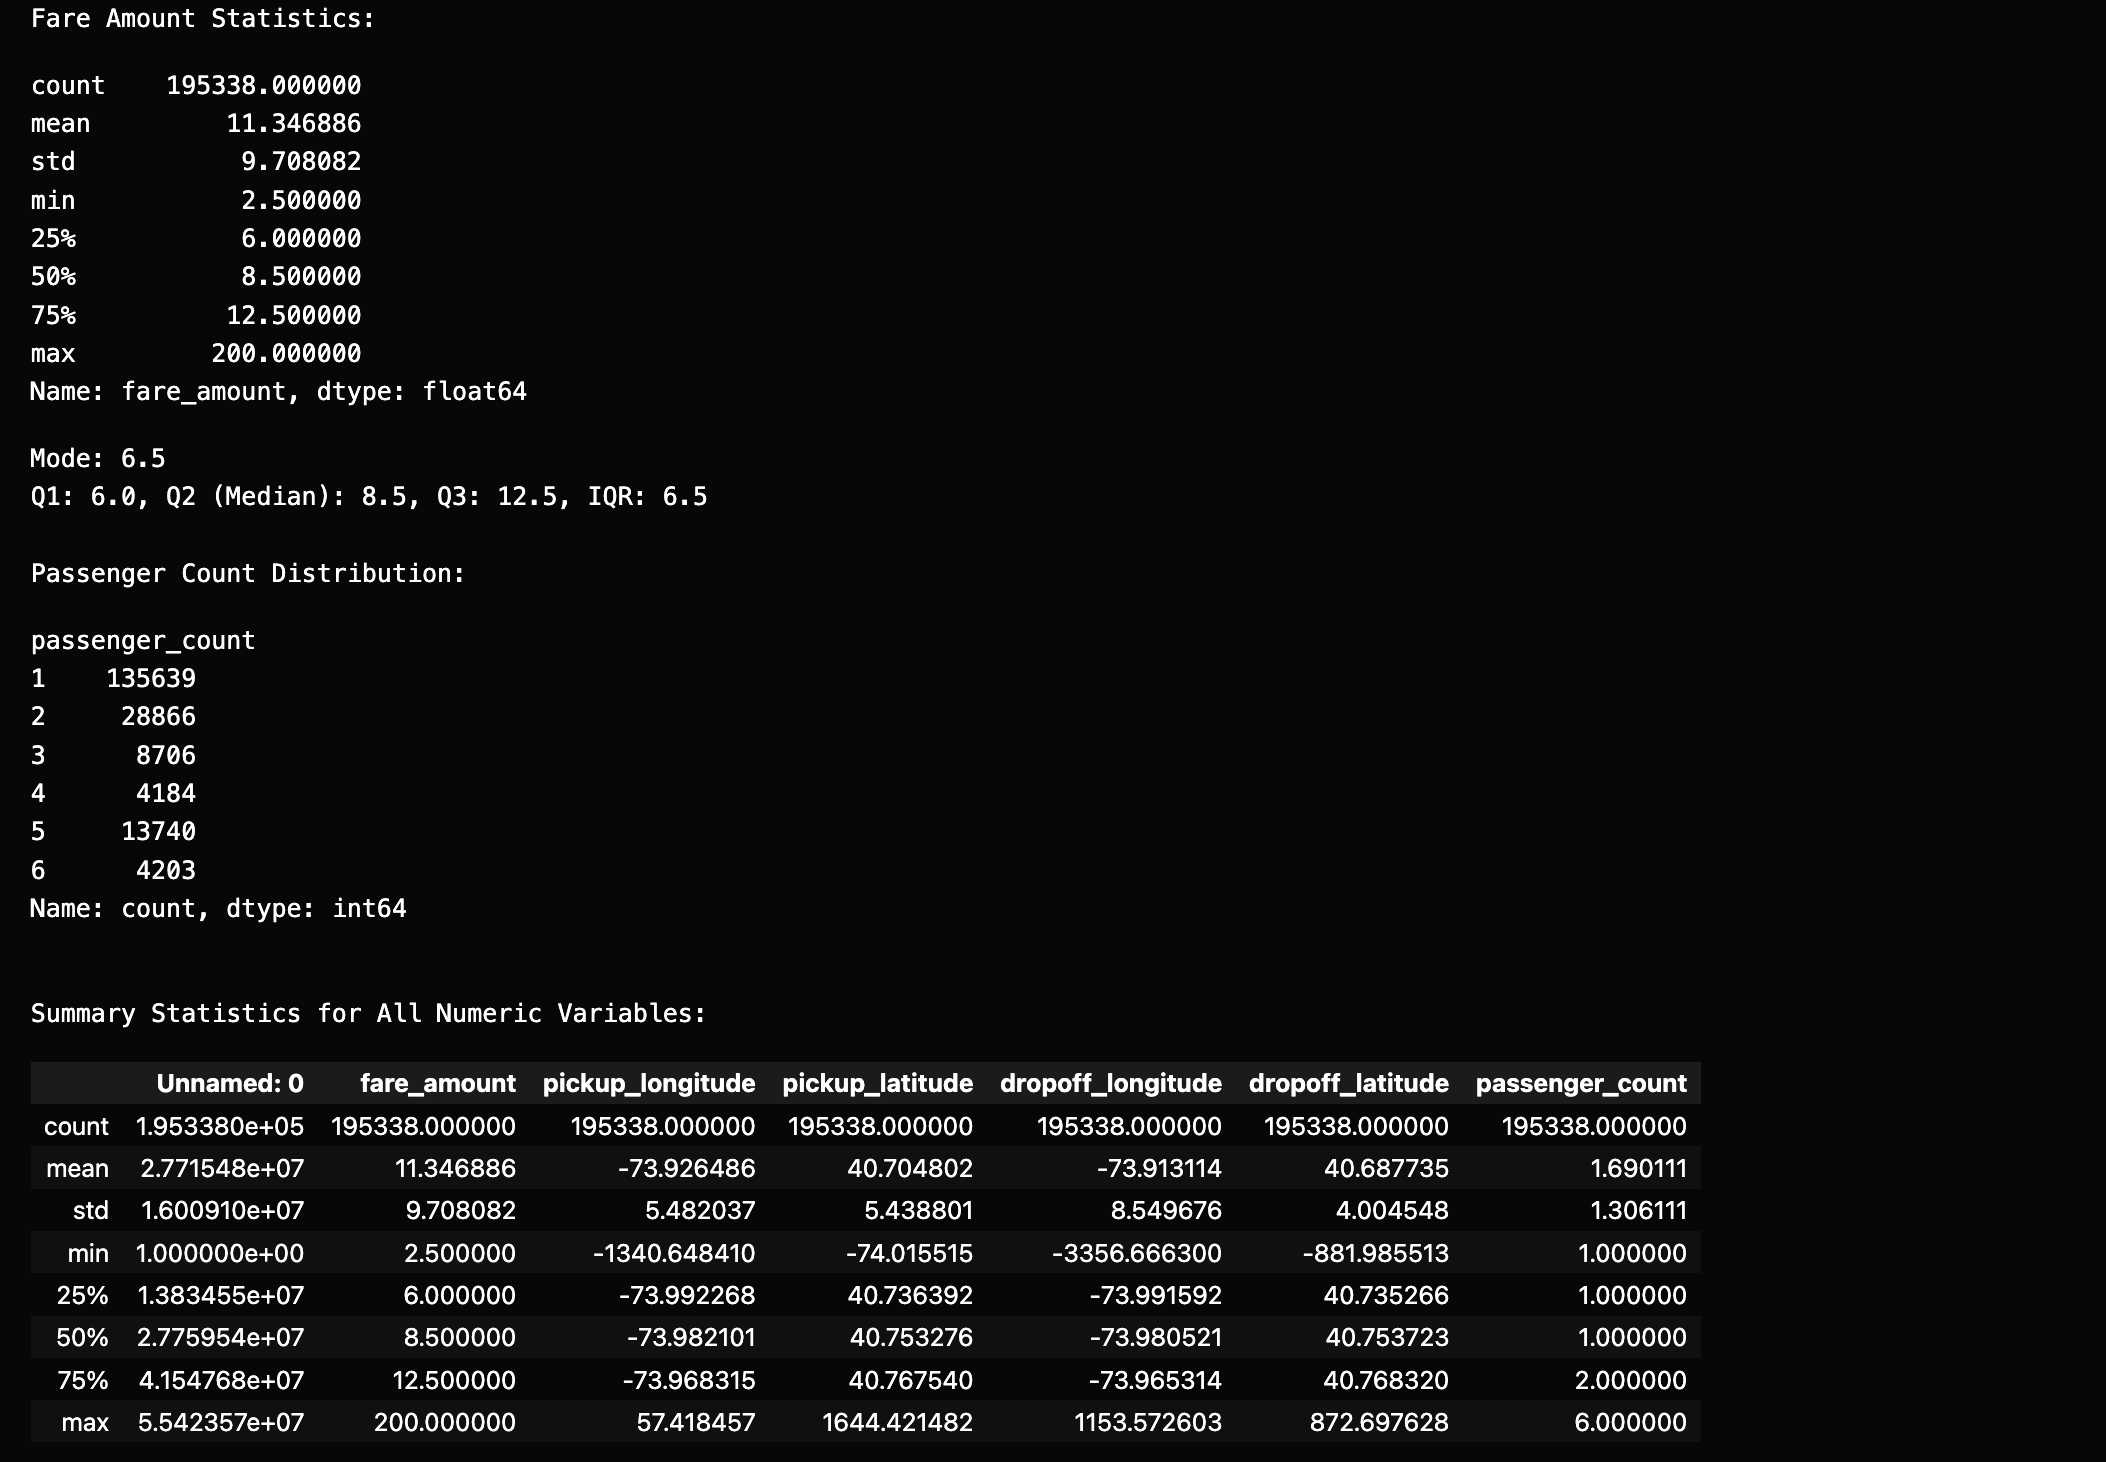 Fare Amount Statistics:
count    195338.000000
mean         11.346886
std           9.708082
min           2.500000
25%           6.000000
50%           8.500000
75%          12.500000
max         200.000000
Name: fare_amount, dtype: float64
Mode: 6.5
Q1: 6.0, Q2 (Median): 8.5, Q3: 12.5, IQR: 6.5
Passenger Count Distribution:
passenger_count
1    135639
2     28866
3      8706
4      4184
5     13740
6      4203
Name: count, dtype: int64
Summary Statistics for All Numeric Variables:
Unnamed: 0 fare_amount pickup_longitude pickup_latitude dropoff_longitude dropoff_latitude passenger_count
count 1.953380e+05 195338.000000 195338.000000 195338.000000 195338.000000 195338.000000 195338.000000
mean 2.771548e+07 11.346886 -73.926486 40.704802 -73.913114 40.687735 1.690111
std 1.600910e+07 9.708082 5.482037 5.438801 8.549676 4.004548 1.306111
min 1.000000e+00 2.500000 -1340.648410 -74.015515 -3356.666300 -881.985513 1.000000
25% 1.383455e+07 6.000000 -73.992268 40.736392 -73.991592 40.735266 1.000000
50% 2.775954e+07 8.500000 -73.982101 40.753276 -73.980521 40.753723 1.000000
75% 4.154768e+07 12.500000 -73.968315 40.767540 -73.965314 40.768320 2.000000
max 5.542357e+07 200.000000 57.418457 1644.421482 1153.572603 872.697628 6.000000